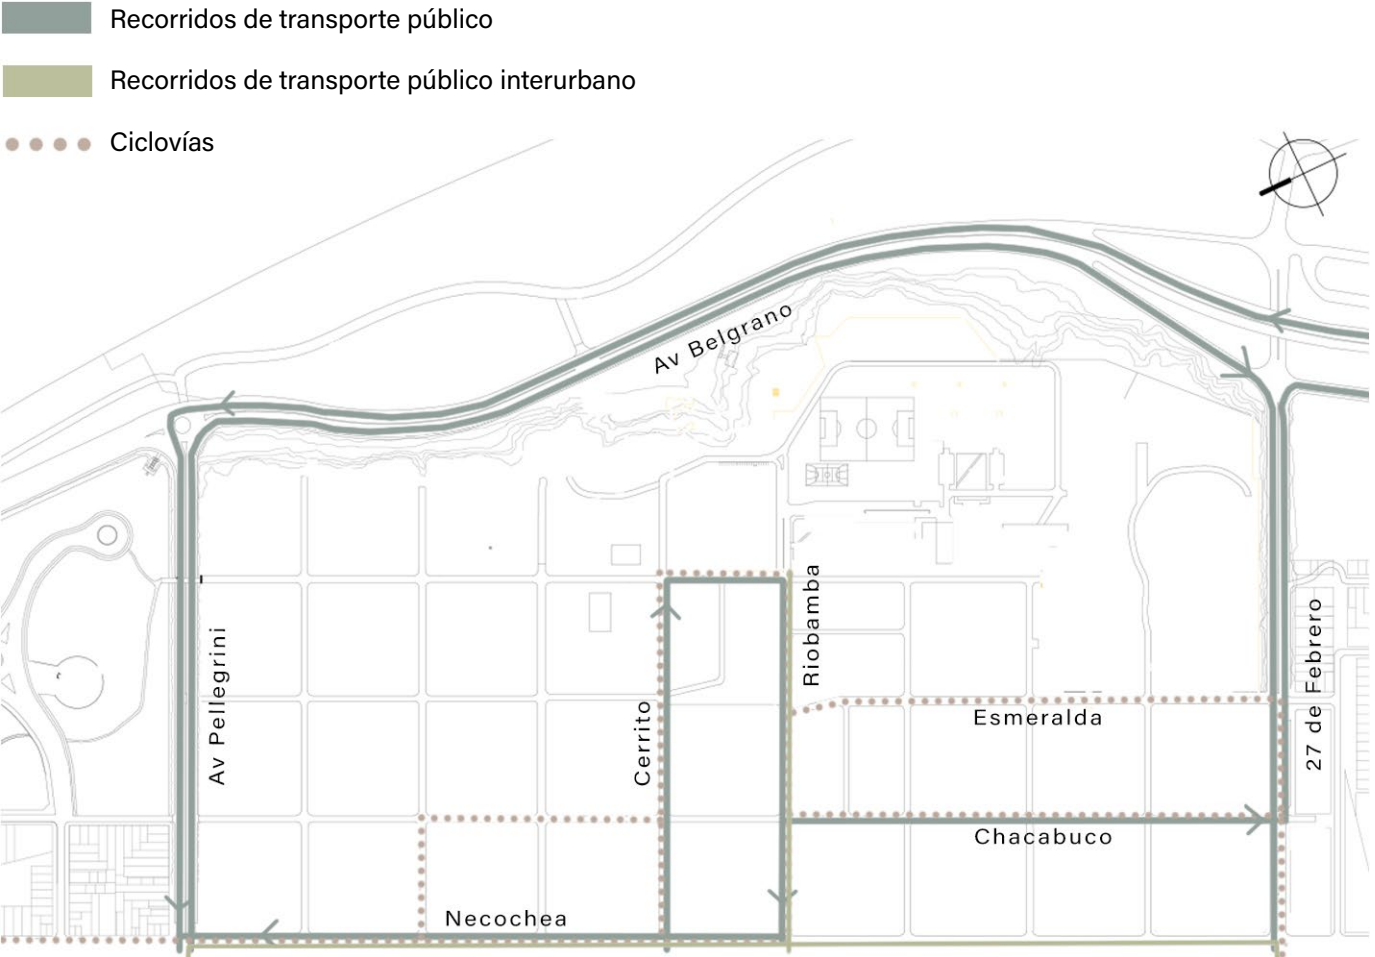 Recorridos de transporte público
Recorridos de transporte público interurbano
Ciclovías
Av Belgrano
Av Pellegrini
Cerrito
Riobamba
Esmeralda
27 de Febrero
Chacabuco
Necochea